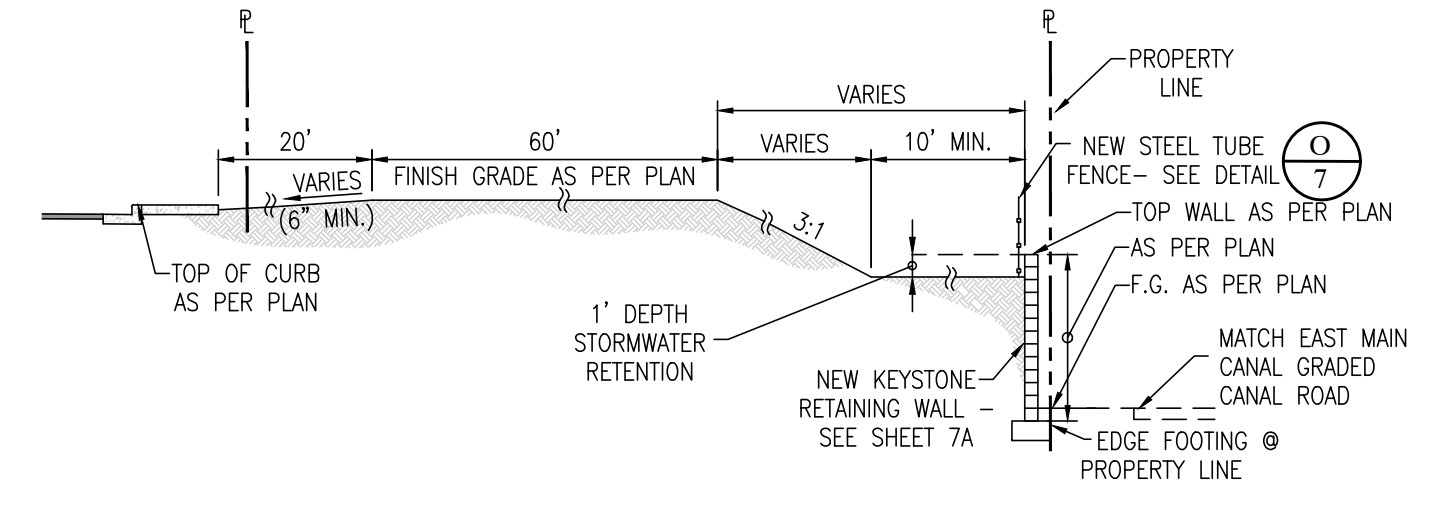 ℄
℄
PROPERTY
LINE
VARIES
20'
60'
VARIES
10' MIN.
NEW STEEL TUBE
FENCE- SEE DETAIL
O
7
VARIES
(6" MIN.)
FINISH GRADE AS PER PLAN
3:1
TOP WALL AS PER PLAN
AS PER PLAN
F.G. AS PER PLAN
TOP OF CURB
AS PER PLAN
1' DEPTH
STORMWATER
RETENTION
NEW KEYSTONE
RETAINING WALL -
SEE SHEET 7A
MATCH EAST MAIN
CANAL GRADED
CANAL ROAD
EDGE FOOTING @
PROPERTY LINE